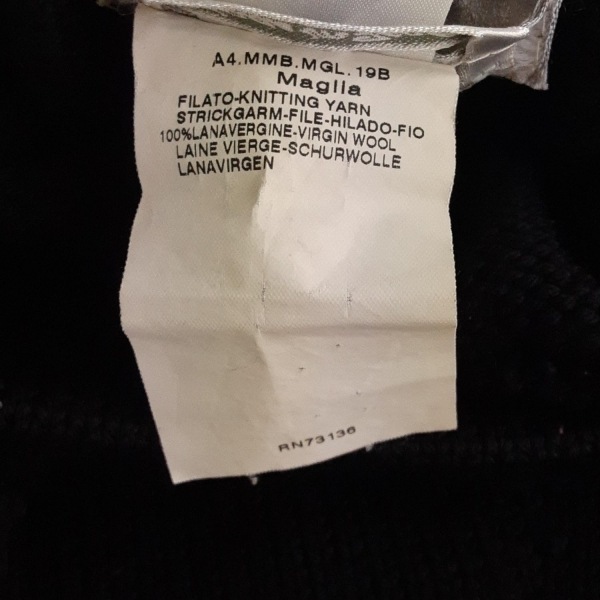 A4.MMB.MGL.19B
Maglia
FILATO-KNITTING YARN
STRICKGARM-FILE-HILADO-FIO
100%LANAVERGINE-VIRGIN WOOL
LAINE VIERGE-SCHURWOLLE
LANAVIRGEN
RN73136